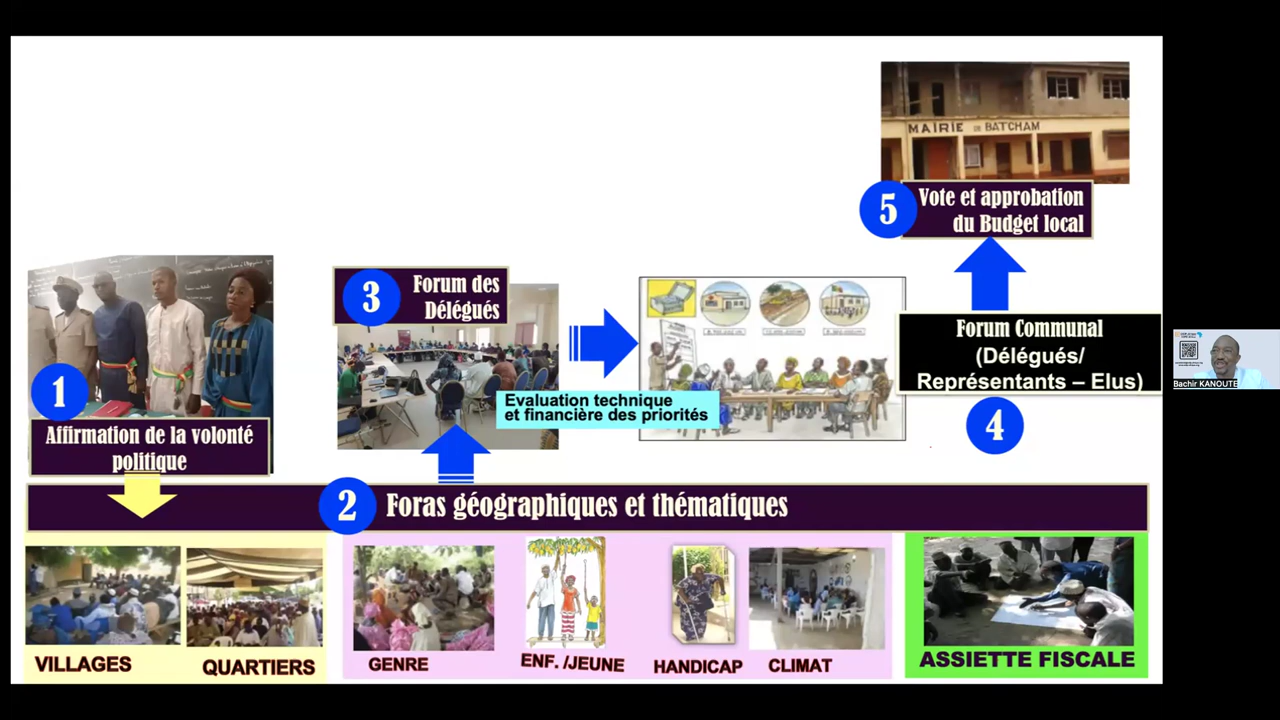 MAIRIE DE BATCHAM
5
Vote et approbation
du Budget local
3
Forum des
Délégués
Forum Communal
(Délégués/
Représentants – Elus)
4
Evaluation technique
et financière des priorités
1
Affirmation de la volonté
politique
2
Foras géographiques et thématiques
VILLAGES
QUARTIERS
GENRE
ENF. /JEUNE
HANDICAP
CLIMAT
ASSIETTE FISCALE
Bachir KANOUTE